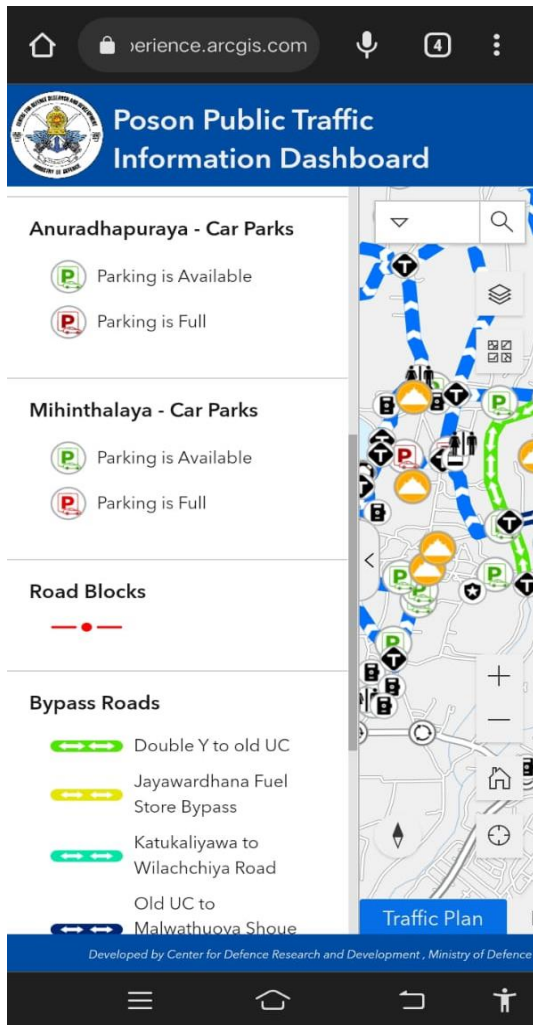 perience.arcgis.com
4
Poson Public Traffic
Information Dashboard
Anuradhapuraya - Car Parks
P Parking is Available
P Parking is Full
Mihinthalaya - Car Parks
P Parking is Available
P Parking is Full
Road Blocks
Bypass Roads
Double Y to old UC
Jayawardhana Fuel
Store Bypass
Katukaliyawa to
Wilachchiya Road
Old UC to
Malwathuoya Shoue
Traffic Plan
Developed by Center for Defence Research and Development , Ministry of Defence